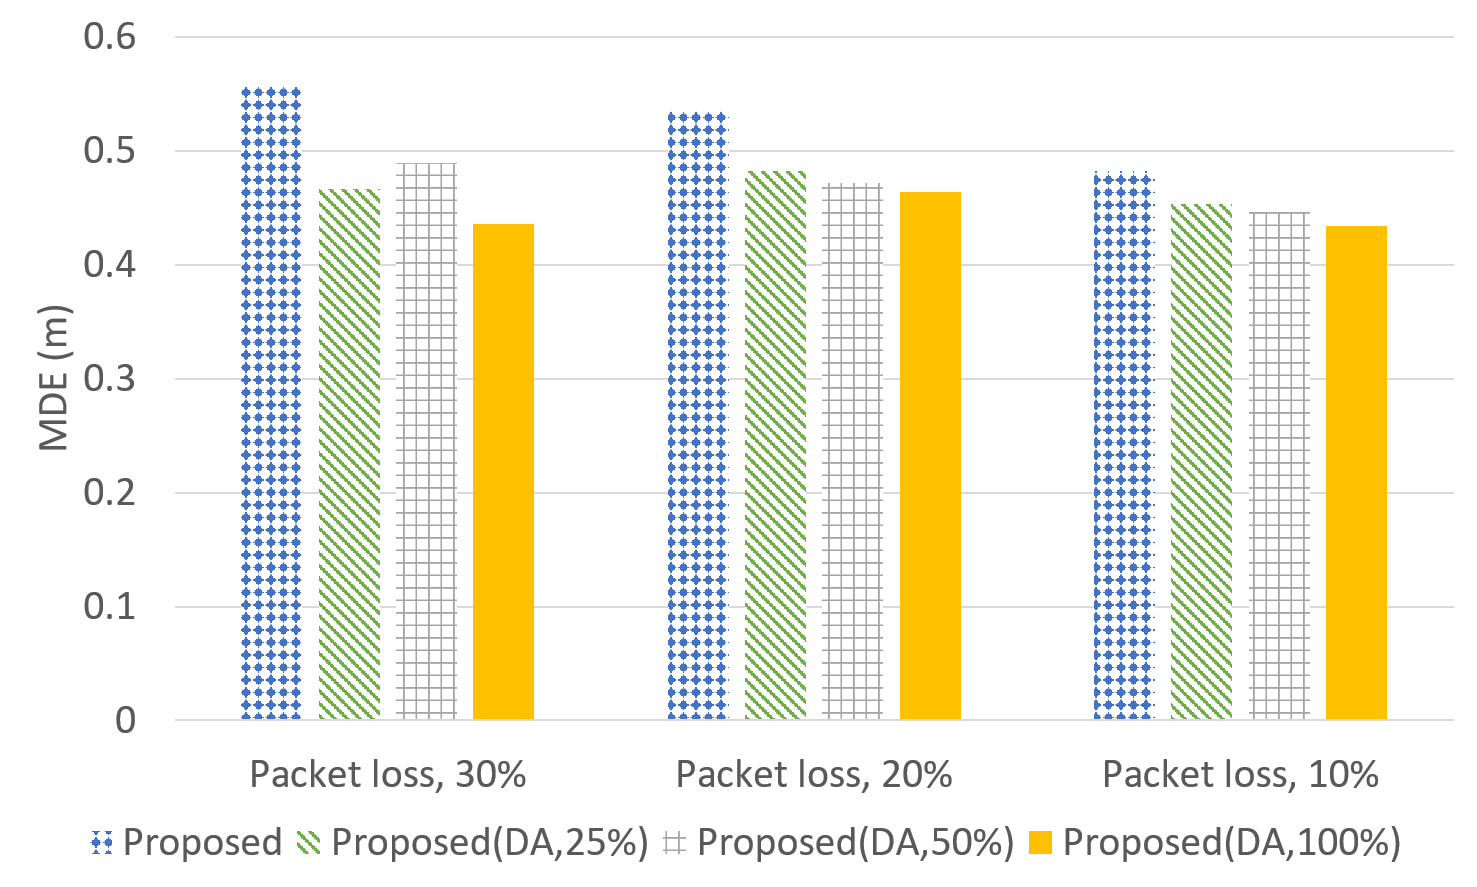 0.6
0.5
0.4
0.3
0.2
0.1
0
MDE (m)
Packet loss, 30%
Packet loss, 20%
Packet loss, 10%
Proposed
Proposed(DA,25%)
Proposed(DA,50%)
Proposed(DA,100%)